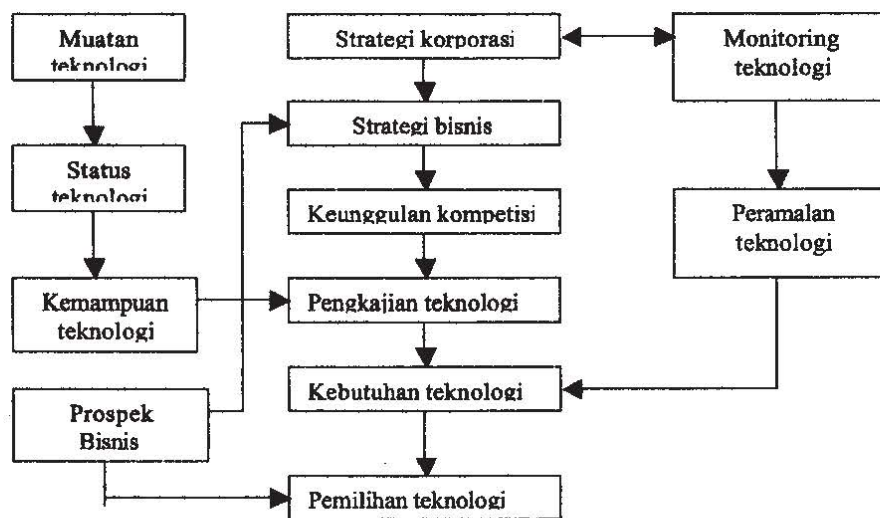 Muatan
teknologi
Status
teknologi
Kemampuan
teknologi
Prospek
Bisnis
Strategi korporasi
Strategi bisnis
Keunggulan kompetisi
Pengkajian teknologi
Kebutuhan teknologi
Pemilihan teknologi
Monitoring
teknologi
Peramalan
teknologi